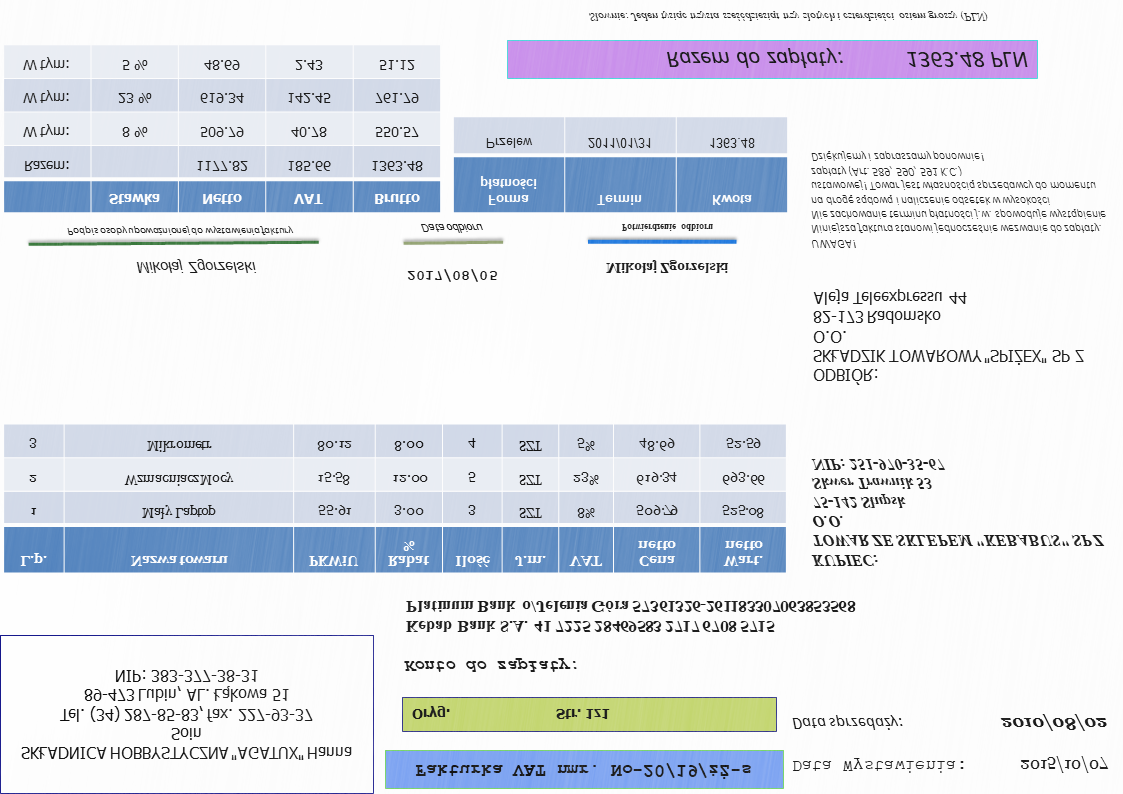 Fakturka VAT nmr. No-20/19/żŻ-s
Data Wystawienia: 2015/10/07
Oryg. Str. 1z1
Data sprzedaży: 2010/08/02
SKŁADNICA HOBBYSTYCZNA "AGATUX" Hanna
Soin
Tel. (34) 287-85-83, fax. 227-93-37
89-473 Lubin, AL. Łąkowa 51
NIP: 383-377-38-31
Konto do zapłaty:
Kebab Bank S.A. 41 7225 28469583 2717 6708 5715
Platinum Bank o/Jelenia Góra 57361326-261183307063853568
KUPIEC:
TOWAR ZE SKLEPEM "KEBABUS" SP Z
O.O.
75-142 Słupsk
Skwer Trawnik 53
NIP: 251-970-35-67
L.p. Nazwa towaru PKWiU Rabat % Ilość J.m. VAT Cena netto Wart. netto
1 Mały Laptop 55.91 3.00 3 SZT 8% 509.79 525.08
2 Wzmacniacz Mocy 15.58 12.00 5 SZT 23% 619.34 693.66
3 Mikrometr 80.12 8.00 4 SZT 5% 48.69 52.59
ODBIÓR:
SKŁADZIK TOWAROWY "SPIŻEX" SP Z
O.O.
82-173 Radomsko
Aleja Teleexpressu 44
Mikołaj Zgorzelski
Podpis osoby upoważnionej do wystawenia faktury
2017/08/05
Data odbioru
Mikołaj Zgorzelski
Potwierdzenie odbioru
UWAGA!
Niniejsza faktura stanowi jednocześnie wezwanie do zapłaty.
Nie zachowanie terminu płatności j.w. spowoduje wystąpienie
na drogę sądową i naliczenie odsetek w wysokości
ustawowej! Towar jest własnością sprzedawcy do momentu
zapłaty (Art. 589, 590, 591 K.C.)
Dziękujemy i zapraszamy ponownie!
Stawka Netto VAT Brutto
Razem: 1177.82 185.66 1363.48
W tym: 8 % 509.79 40.78 550.57
W tym: 23 % 619.34 142.45 761.79
W tym: 5 % 48.69 2.43 51.12
Forma płatności Termin Kwota
Przelew 2011/01/31 1363.48
Razem do zapłaty: 1363.48 PLN
Słownie: Jeden tysiąc trzysta sześćdziesiąt trzy złotych i czterdzieści osiem groszy (PLN)